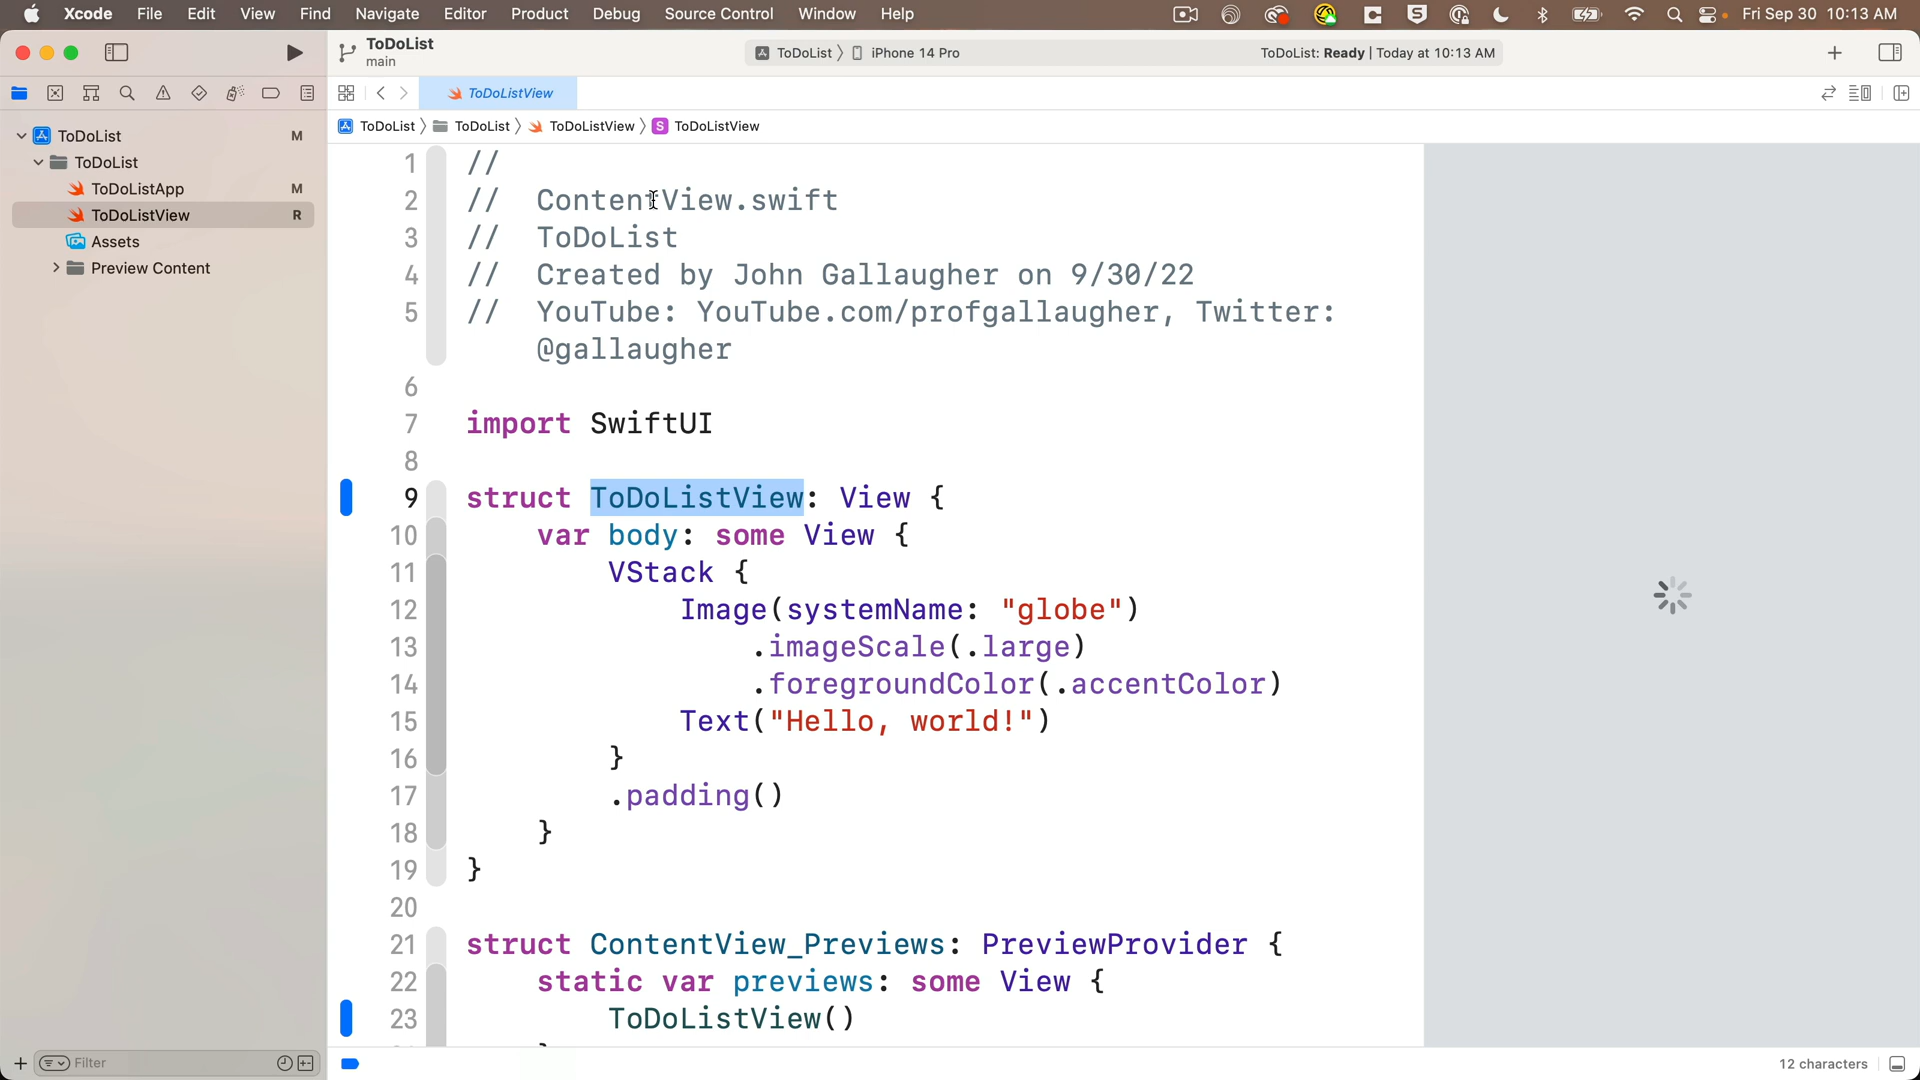 Xcode File Edit View Find Navigate Editor Product Debug Source Control Window Help Fri Sep 30 10:13 AM
ToDoList
main
ToDoList 〉 iPhone 14 Pro ToDoList: Ready | Today at 10:13 AM
ToDoListView
ToDoList 〉 ToDoList 〉 ToDoListView 〉 S ToDoListView
ToDoList M
ToDoList
ToDoListApp M
ToDoListView R
Assets
Preview Content
1 //
2 // ContentView.swift
3 // ToDoList
4 // Created by John Gallaugher on 9/30/22
5 // YouTube: YouTube.com/profgallaugher, Twitter:
@gallaugher
6
7 import SwiftUI
8
9 struct ToDoListView: View {
10 var body: some View {
11 VStack {
12 Image(systemName: "globe")
13 .imageScale(.large)
14 .foregroundColor(.accentColor)
15 Text("Hello, world!")
16 }
17 .padding()
18 }
19 }
20
21 struct ContentView_Previews: PreviewProvider {
22 static var previews: some View {
23 ToDoListView()
Filter
12 characters